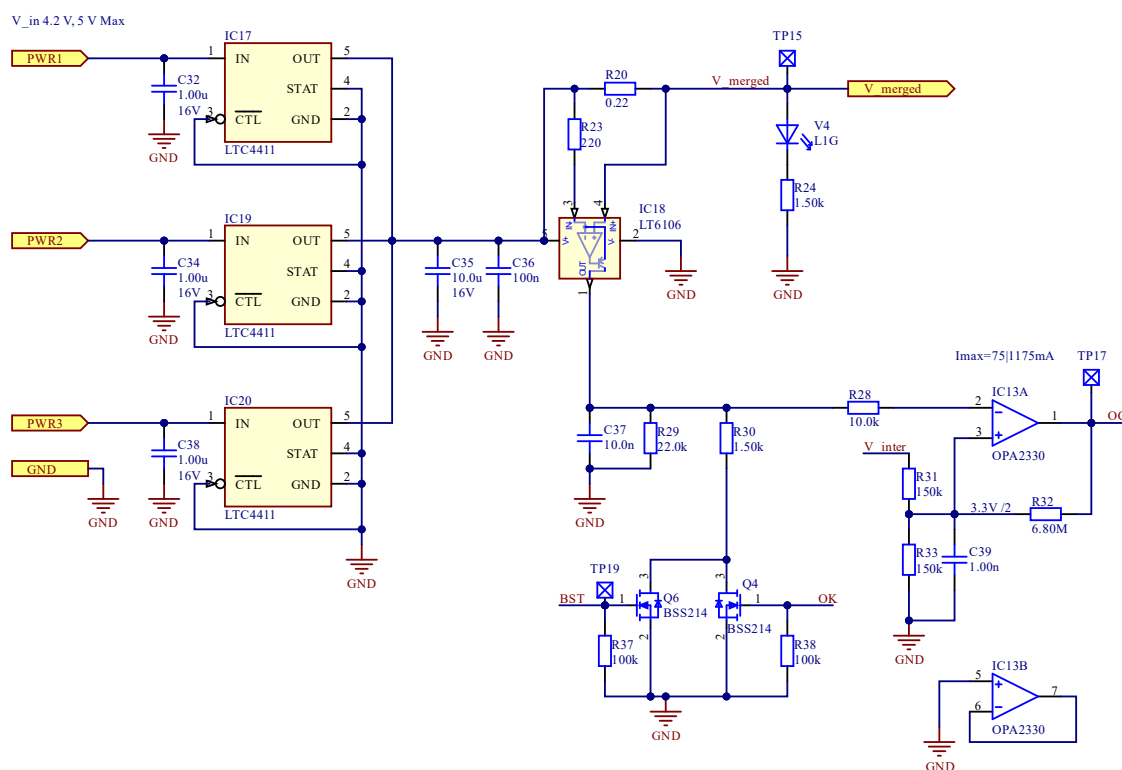 V_in 4.2 V, 5 V Max
PWR1
C32
1.00u
16V
GND
IC17
1 IN OUT 5
STAT 4
3 CTL GND 2
LTC4411
PWR2
C34
1.00u
16V
GND
IC19
1 IN OUT 5
STAT 4
3 CTL GND 2
LTC4411
PWR3
C38
1.00u
16V
GND
GND
GND
IC20
1 IN OUT 5
STAT 4
3 CTL GND 2
LTC4411
GND
C35
10.0u
16V
GND
C36
100n
GND
R20
0.22
R23
220
IC18
LT6106
3 4
5 V+ IN- IN+ V- 2
OUT
1
GND
V_merged
TP15
V_merged
V4
L1G
R24
1.50k
GND
C37
10.0n
GND
R29
22.0k
R30
1.50k
R28
10.0k
Imax=75|1175mA
TP17
IC13A
2
3
1
OPA2330
V_inter
R31
150k
3.3V /2
R32
6.80M
R33
150k
C39
1.00n
GND
TP19
BST
1
3
2
Q6
BSS214
3
1
2
Q4
BSS214
OK
R37
100k
R38
100k
GND
IC13B
5
6
7
OPA2330
GND